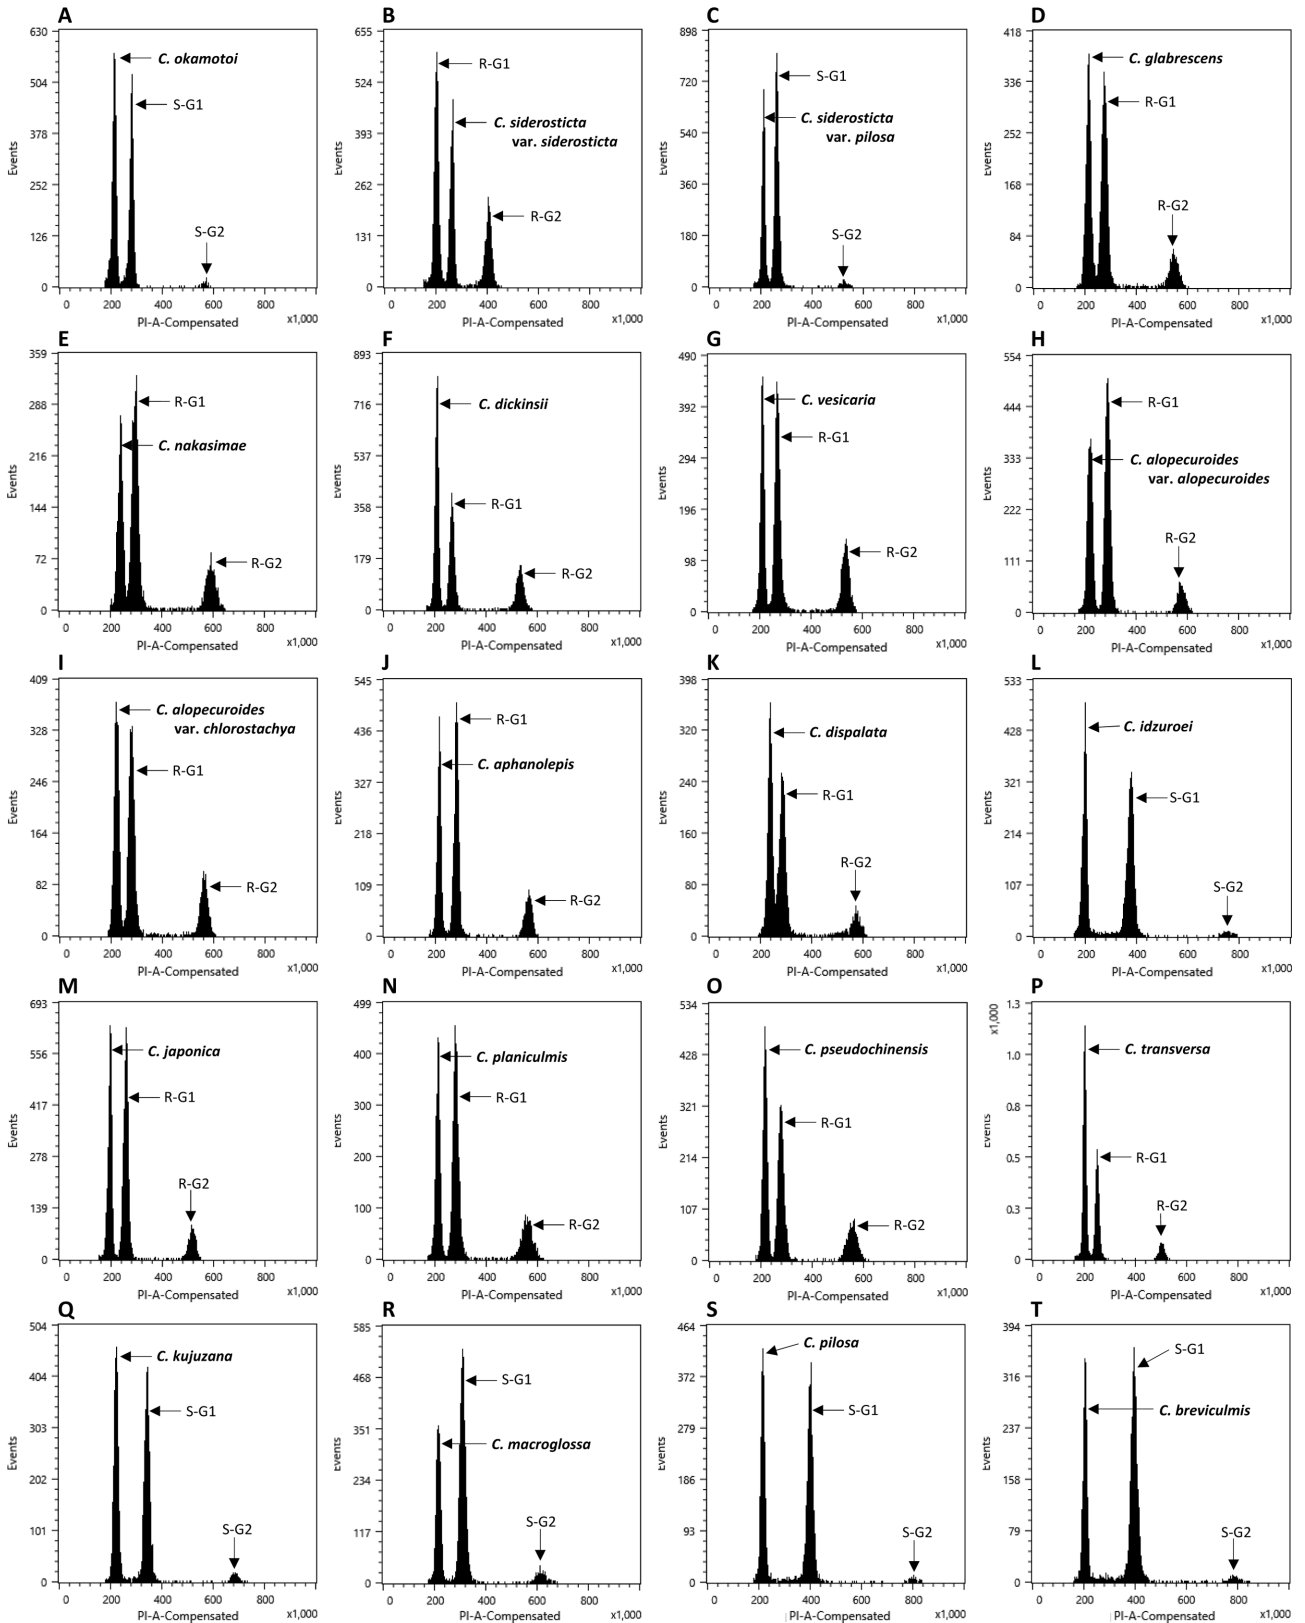 A
630
504
378
252
126
0
Events
C. okamotoi
S-G1
S-G2
0 200 400 600 800
x1,000
PI-A-Compensated
B
655
524
393
262
131
0
Events
R-G1
C. siderosticta
var. siderosticta
R-G2
0 200 400 600 800
x1,000
PI-A-Compensated
C
898
720
540
360
180
0
Events
S-G1
C. siderosticta
var. pilosa
S-G2
0 200 400 600 800
x1,000
PI-A-Compensated
D
418
336
252
168
84
0
Events
C. glabrescens
R-G1
R-G2
0 200 400 600 800
x1,000
PI-A-Compensated
E
359
288
216
144
72
0
Events
R-G1
C. nakasimae
R-G2
0 200 400 600 800
x1,000
PI-A-Compensated
F
893
716
537
358
179
0
Events
C. dickinsii
R-G1
R-G2
0 200 400 600 800
x1,000
PI-A-Compensated
G
490
392
294
196
98
0
Events
C. vesicaria
R-G1
R-G2
0 200 400 600 800
x1,000
PI-A-Compensated
H
554
444
333
222
111
0
Events
R-G1
C. alopecuroides
var. alopecuroides
R-G2
0 200 400 600 800
x1,000
PI-A-Compensated
I
409
328
246
164
82
0
Events
C. alopecuroides
var. chlorostachya
R-G1
R-G2
0 200 400 600 800
x1,000
PI-A-Compensated
J
545
436
327
218
109
0
Events
R-G1
C. aphanolepis
R-G2
0 200 400 600 800
x1,000
PI-A-Compensated
K
398
320
240
160
80
0
Events
C. dispalata
R-G1
R-G2
0 200 400 600 800
x1,000
PI-A-Compensated
L
533
428
321
214
107
0
Events
C. idzuroei
S-G1
S-G2
0 200 400 600 800
x1,000
PI-A-Compensated
M
693
556
417
278
139
0
Events
C. japonica
R-G1
R-G2
0 200 400 600 800
x1,000
PI-A-Compensated
N
499
400
300
200
100
0
Events
C. planiculmis
R-G1
R-G2
0 200 400 600 800
x1,000
PI-A-Compensated
O
534
428
321
214
107
0
Events
C. pseudochinensis
R-G1
R-G2
0 200 400 600 800
x1,000
PI-A-Compensated
P
x1,000
1.3
1.0
0.8
0.5
0.3
0
Events
C. transversa
R-G1
R-G2
0 200 400 600 800
x1,000
PI-A-Compensated
Q
504
404
303
202
101
0
Events
C. kujuzana
S-G1
S-G2
0 200 400 600 800
x1,000
PI-A-Compensated
R
585
468
351
234
117
0
Events
S-G1
C. macroglossa
S-G2
0 200 400 600 800
x1,000
PI-A-Compensated
S
464
372
279
186
93
0
Events
C. pilosa
S-G1
S-G2
0 200 400 600 800
x1,000
PI-A-Compensated
T
394
316
237
158
79
0
Events
S-G1
C. breviculmis
S-G2
0 200 400 600 800
x1,000
PI-A-Compensated